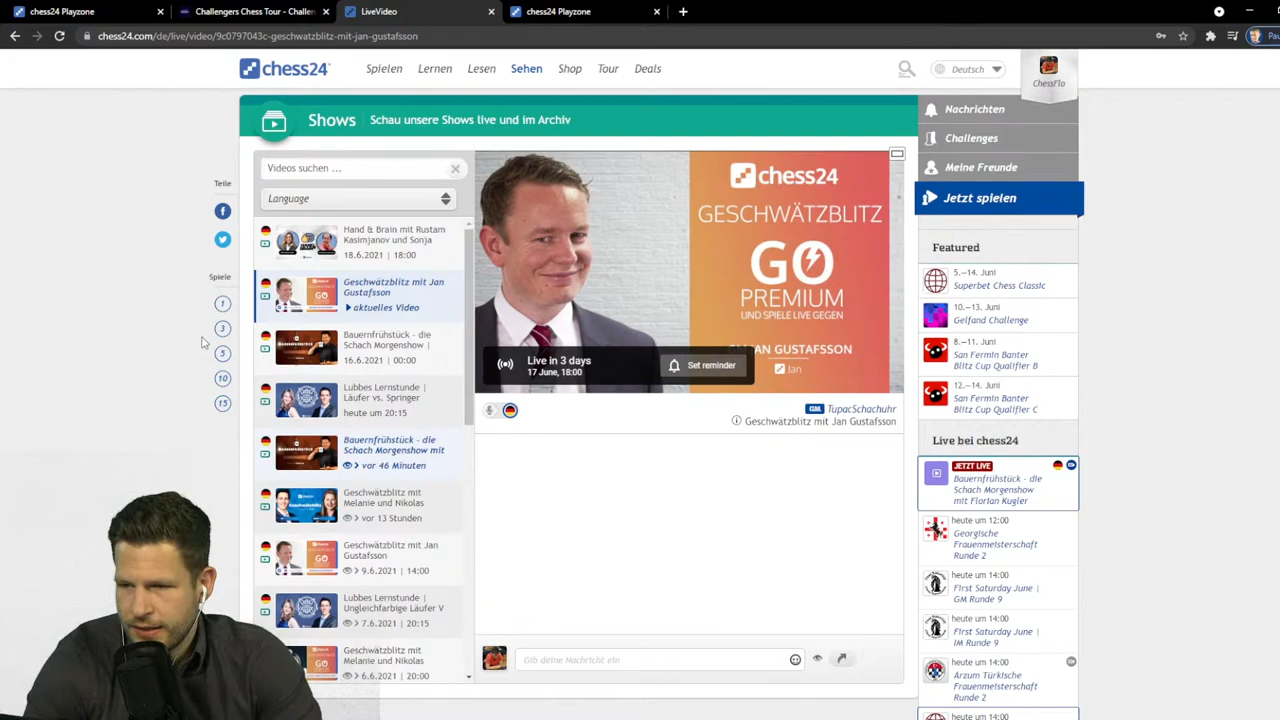 chess24 Playzone
Challengers Chess Tour - Challen
LiveVideo
chess24 Playzone
chess24.com/de/live/video/9c0797043c-geschwatzblitz-mit-jan-gustafsson
Pau
chess24
Spielen
Lernen
Lesen
Sehen
Shop
Tour
Deals
Deutsch
ChessFlo
Shows
Schau unsere Shows live und im Archiv
Teile
Spiele
1
3
5
10
15
Videos suchen ...
Language
Hand & Brain mit Rustam
Kasimjanov und Sonja
18.6.2021 | 18:00
Geschwätzblitz mit Jan
Gustafsson
aktuelles Video
Bauernfrühstück - die
Schach Morgenshow |
16.6.2021 | 00:00
Lubbes Lernstunde |
Läufer vs. Springer
heute um 20:15
Bauernfrühstück - die
Schach Morgenshow mit
vor 46 Minuten
Geschwätzblitz mit
Melanie und Nikolas
vor 13 Stunden
Geschwätzblitz mit Jan
Gustafsson
9.6.2021 | 14:00
Lubbes Lernstunde |
Ungleichfarbige Läufer V
7.6.2021 | 20:15
Geschwätzblitz mit
Melanie und Nikolas
6.6.2021 | 20:00
chess24
GESCHWÄTZBLITZ
GO
PREMIUM
UND SPIELE LIVE GEGEN
JAN GUSTAFSSON
Jan
Live in 3 days
17 June, 18:00
Set reminder
GM TupacSchachuhr
Geschwätzblitz mit Jan Gustafsson
Gib deine Nachricht ein
Nachrichten
Challenges
Meine Freunde
Jetzt spielen
Featured
5.—14. Juni
Superbet Chess Classic
10.—13. Juni
Gelfand Challenge
8.—11. Juni
San Fermin Banter
Blitz Cup Qualifier B
12.—14. Juni
San Fermin Banter
Blitz Cup Qualifier C
Live bei chess24
JETZT LIVE
Bauernfrühstück - die
Schach Morgenshow
mit Florian Kugler
heute um 12:00
Georgische
Frauenmeisterschaft
Runde 2
heute um 14:00
First Saturday June |
GM Runde 9
heute um 14:00
First Saturday June |
IM Runde 9
heute um 14:00
Arzum Türkische
Frauenmeisterschaft
Runde 2